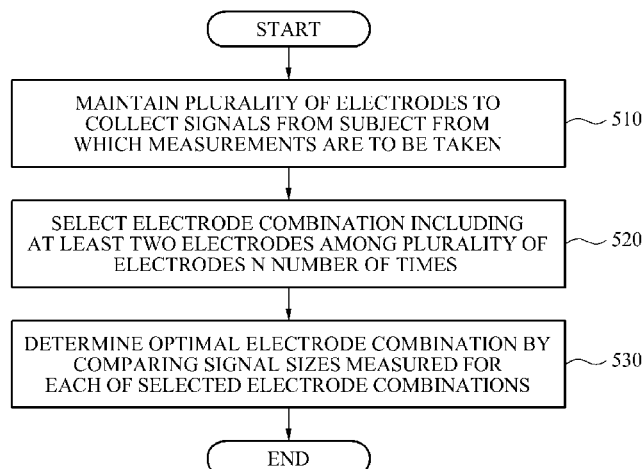 START
MAINTAIN PLURALITY OF ELECTRODES TO
COLLECT SIGNALS FROM SUBJECT FROM
WHICH MEASUREMENTS ARE TO BE TAKEN
510
SELECT ELECTRODE COMBINATION INCLUDING
AT LEAST TWO ELECTRODES AMONG PLURALITY OF
ELECTRODES N NUMBER OF TIMES
520
DETERMINE OPTIMAL ELECTRODE COMBINATION BY
COMPARING SIGNAL SIZES MEASURED FOR
EACH OF SELECTED ELECTRODE COMBINATIONS
530
END